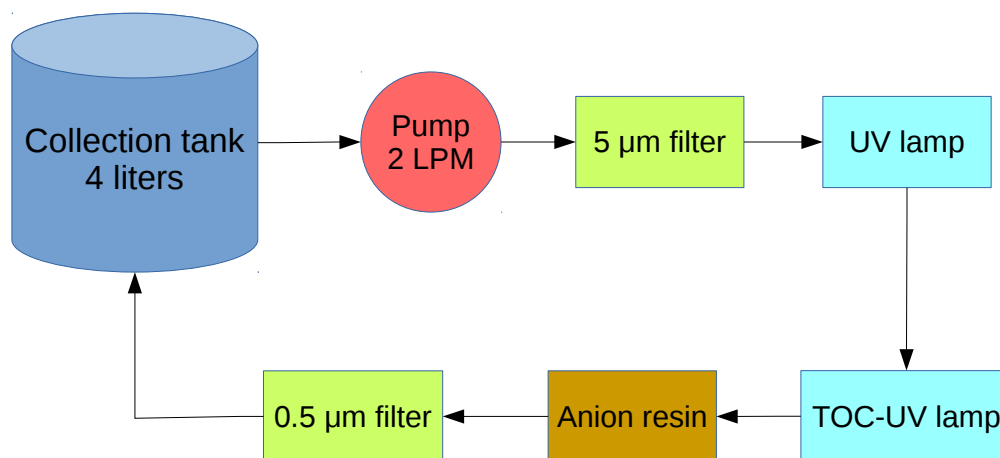 Collection tank
4 liters
Pump
2 LPM
5 μm filter
UV lamp
TOC-UV lamp
Anion resin
0.5 μm filter